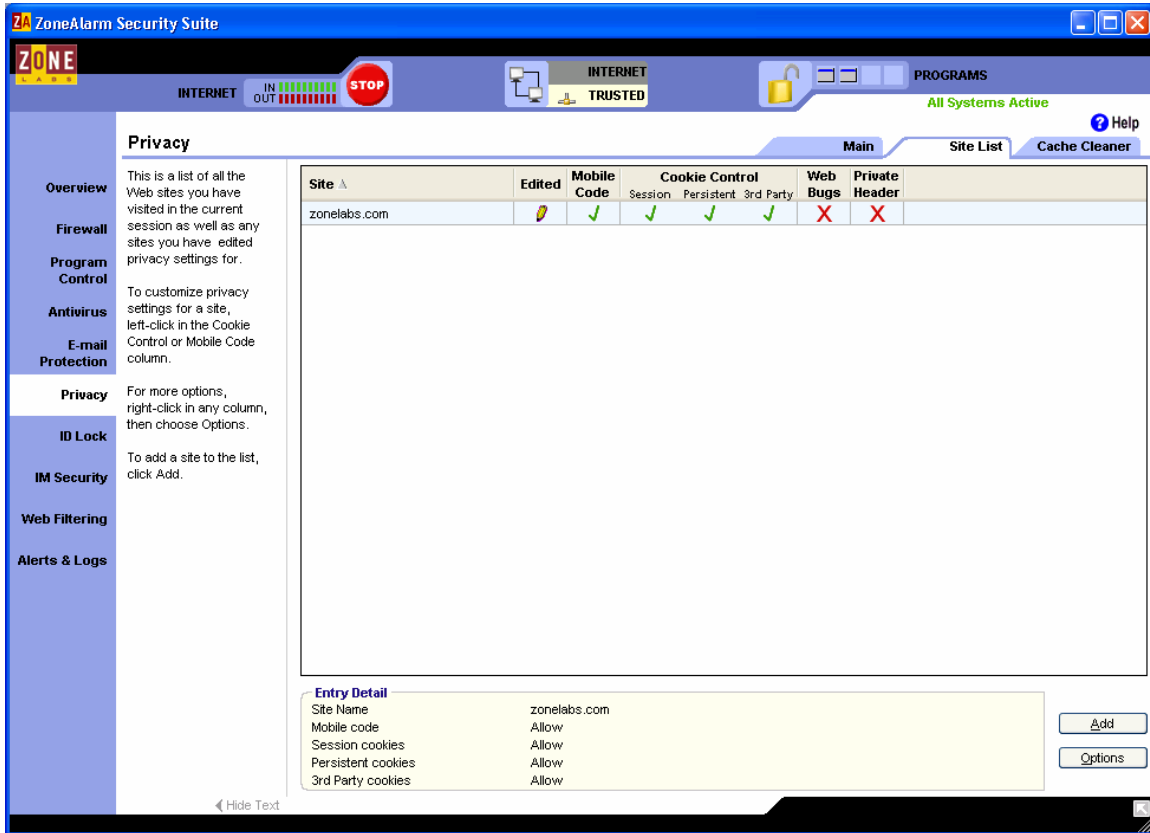 ZA ZoneAlarm Security Suite
ZONE
LABS
INTERNET IN OUT STOP
INTERNET
TRUSTED
PROGRAMS
All Systems Active
? Help
Privacy
Main Site List Cache Cleaner
Overview
Firewall
Program
Control
Antivirus
E-mail
Protection
Privacy
ID Lock
IM Security
Web Filtering
Alerts & Logs
This is a list of all the
Web sites you have
visited in the current
session as well as any
sites you have edited
privacy settings for.
To customize privacy
settings for a site,
left-click in the Cookie
Control or Mobile Code
column.
For more options,
right-click in any column,
then choose Options.
To add a site to the list,
click Add.
Site Edited Mobile Code Cookie Control Web Bugs Private Header
Session Persistent 3rd Party
zonelabs.com
Entry Detail
Site Name zonelabs.com
Mobile code Allow
Session cookies Allow
Persistent cookies Allow
3rd Party cookies Allow
Add
Options
Hide Text